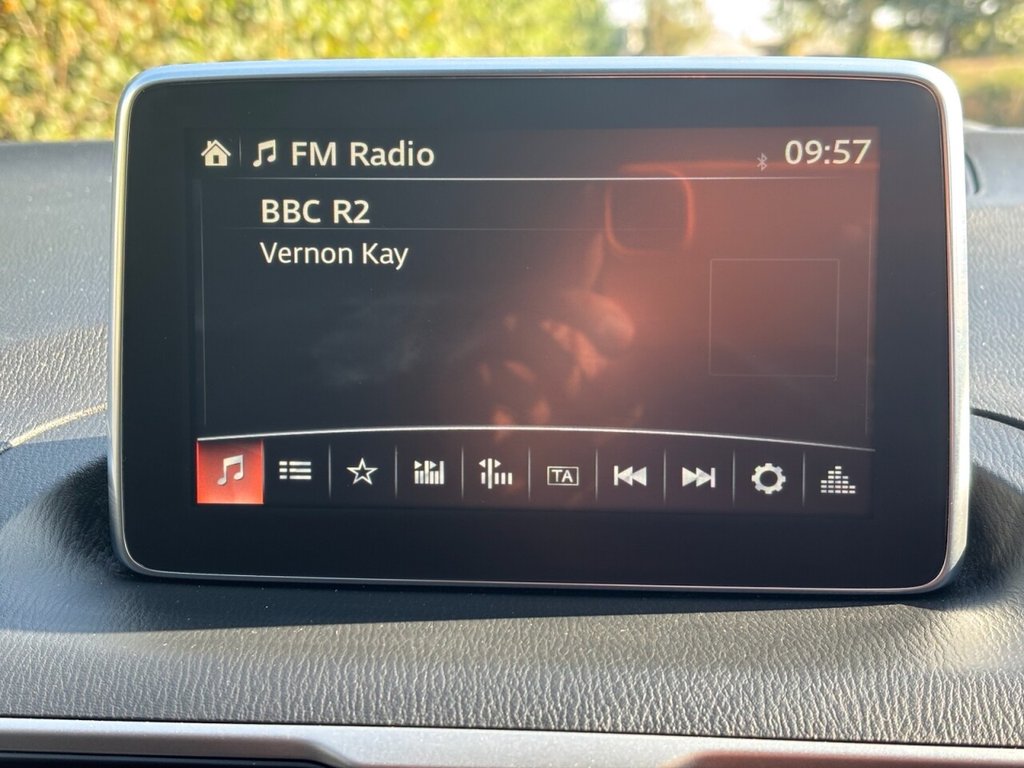 FM Radio 09:57
BBC R2
Vernon Kay
TA